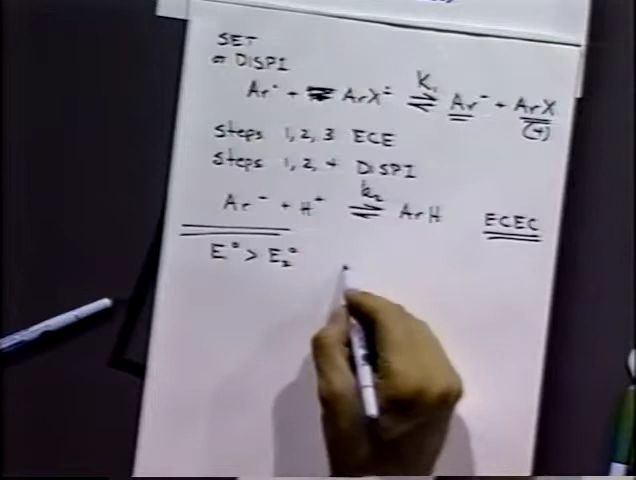 SET
or DISP1
Ar· + ArX⁻· ⇌ Ar⁻ + ArX
K₁
(4)
Steps 1, 2, 3 ECE
Steps 1, 2, 4 DISP1
k₂
Ar⁻ + H⁺ ⇌ ArH ECEC
E₁° > E₂°